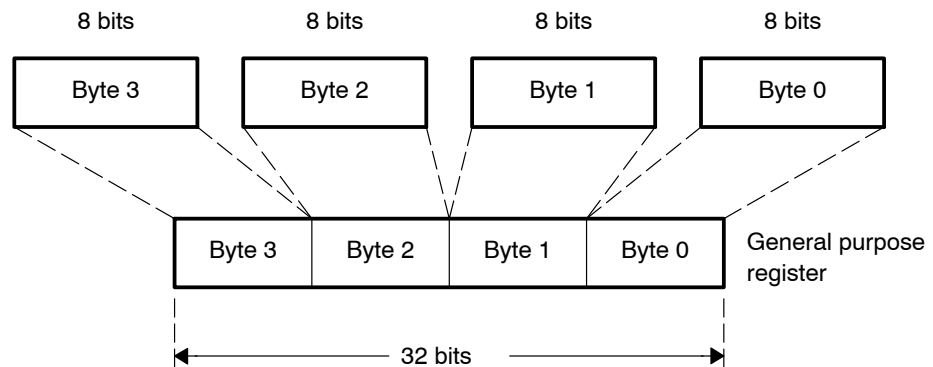 8 bits 8 bits 8 bits 8 bits
Byte 3 Byte 2 Byte 1 Byte 0
Byte 3 Byte 2 Byte 1 Byte 0
General purpose
register
32 bits